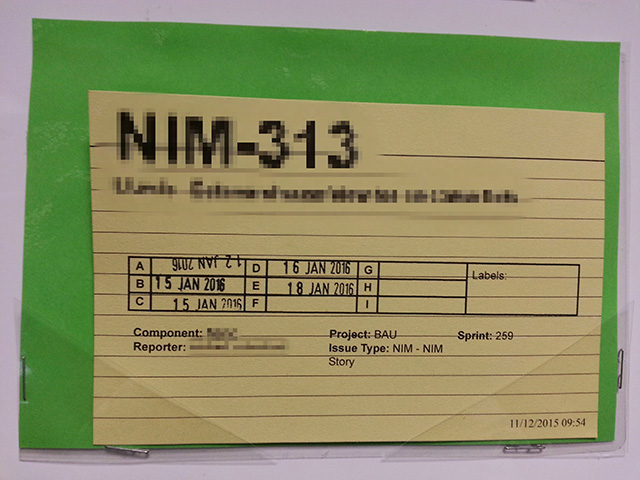 NIM-313
A 12 JAN 2016 D 16 JAN 2016 G Labels:
B 15 JAN 2016 E 18 JAN 2016 H
C 15 JAN 2016 F I
Component: Project: BAU Sprint: 259
Reporter: Issue Type: NIM - NIM
Story
11/12/2015 09:54